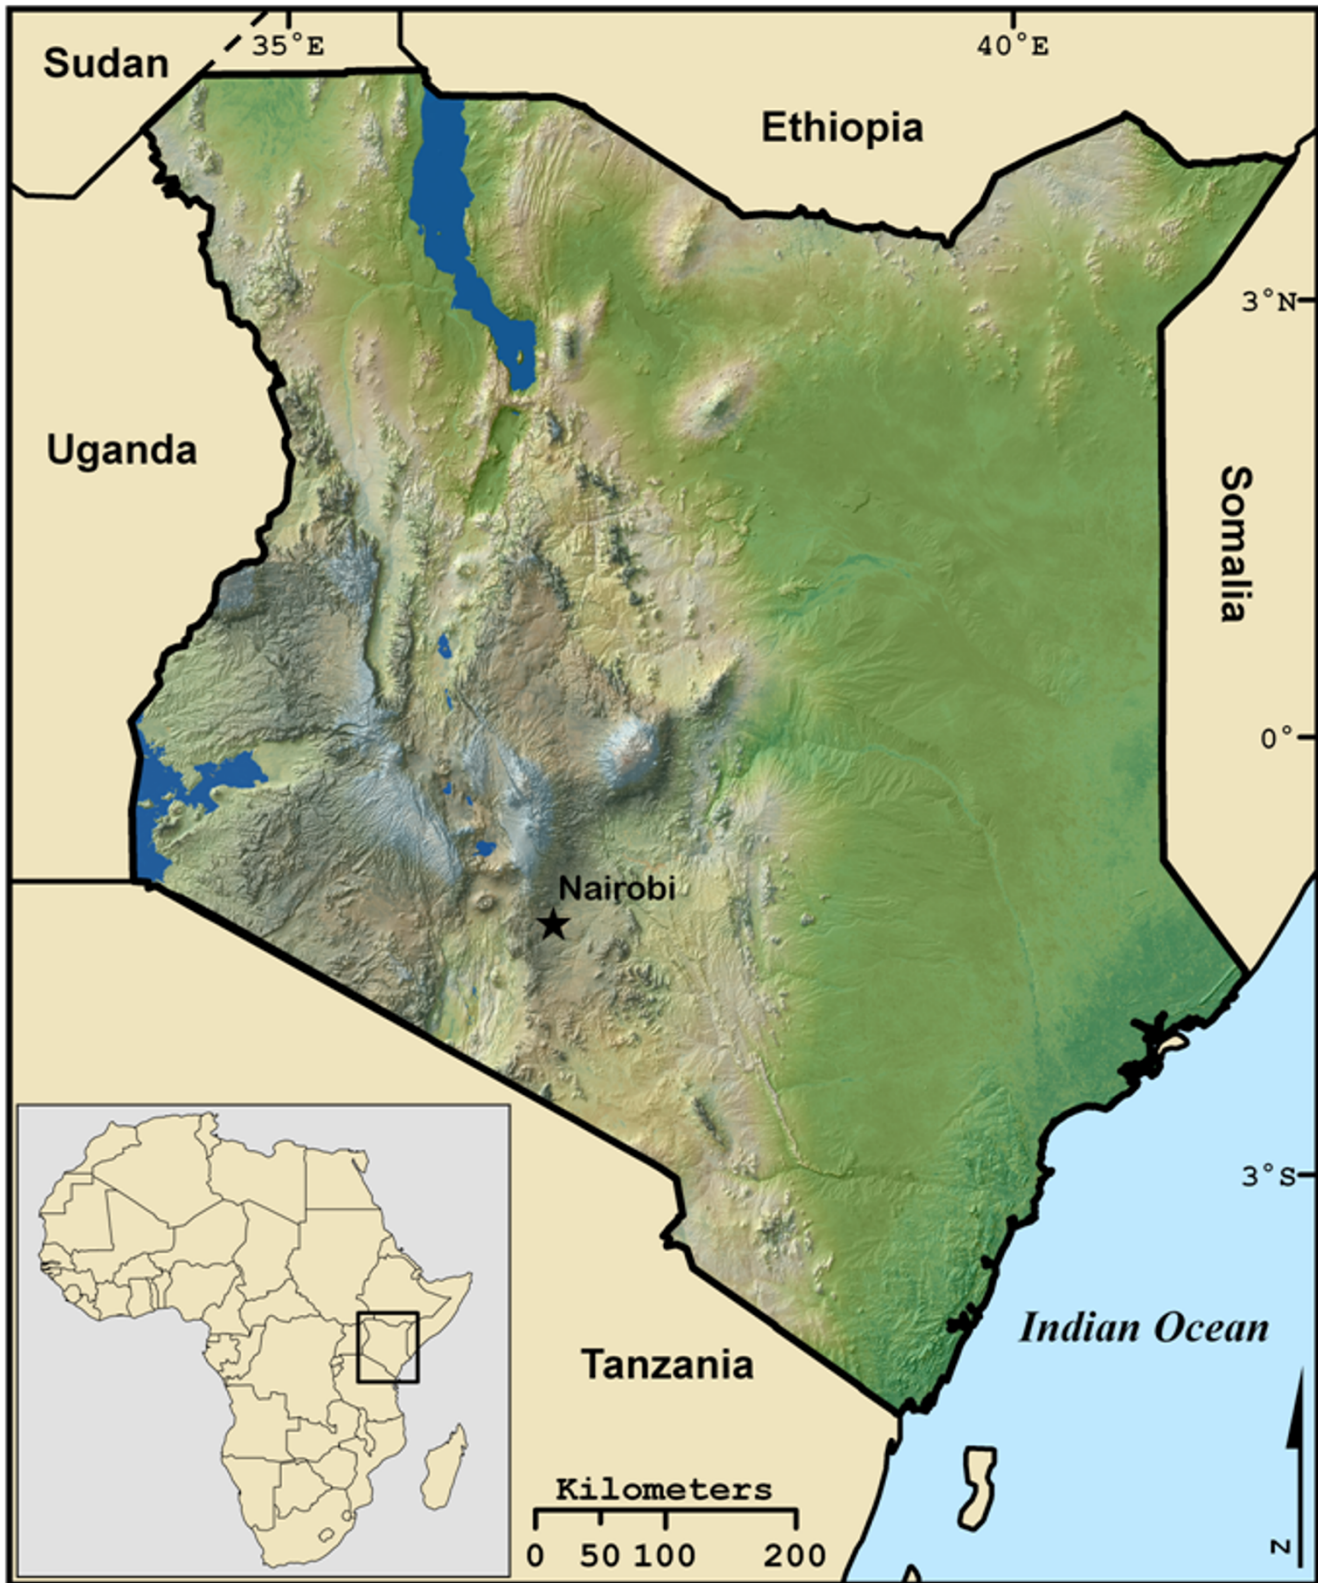 35°E
40°E
Sudan
Ethiopia
3°N
Uganda
Somalia
0°
Nairobi
3°S
Indian Ocean
Tanzania
Kilometers
0 50 100 200
N